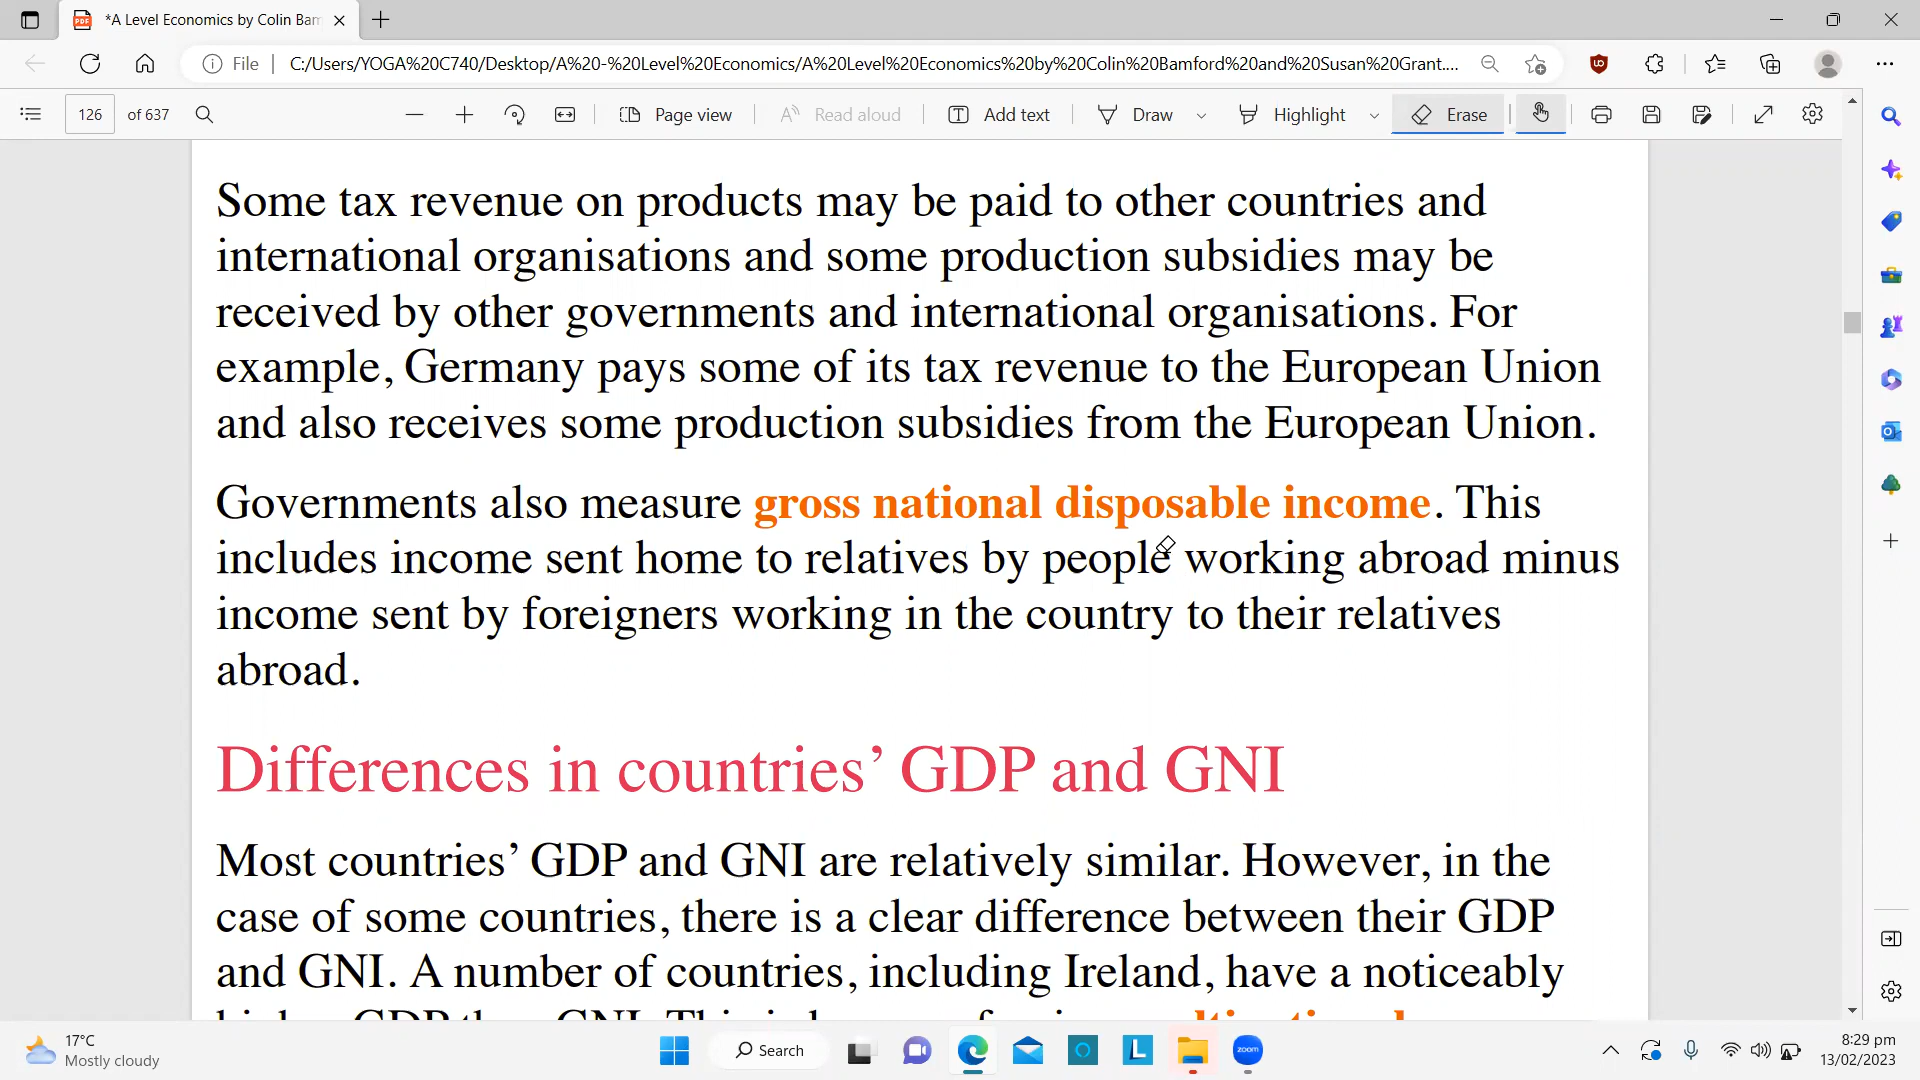 *A Level Economics by Colin Bam
File
C:/Users/YOGA%20C740/Desktop/A%20-%20Level%20Economics/A%20Level%20Economics%20by%20Colin%20Bamford%20and%20Susan%20Grant....
126 of 637 Page view Read aloud Add text Draw Highlight Erase
Some tax revenue on products may be paid to other countries and
international organisations and some production subsidies may be
received by other governments and international organisations. For
example, Germany pays some of its tax revenue to the European Union
and also receives some production subsidies from the European Union.
Governments also measure gross national disposable income. This
includes income sent home to relatives by people working abroad minus
income sent by foreigners working in the country to their relatives
abroad.
Differences in countries’ GDP and GNI
Most countries’ GDP and GNI are relatively similar. However, in the
case of some countries, there is a clear difference between their GDP
and GNI. A number of countries, including Ireland, have a noticeably
17°C
Mostly cloudy
Search
zoom
8:29 pm
13/02/2023